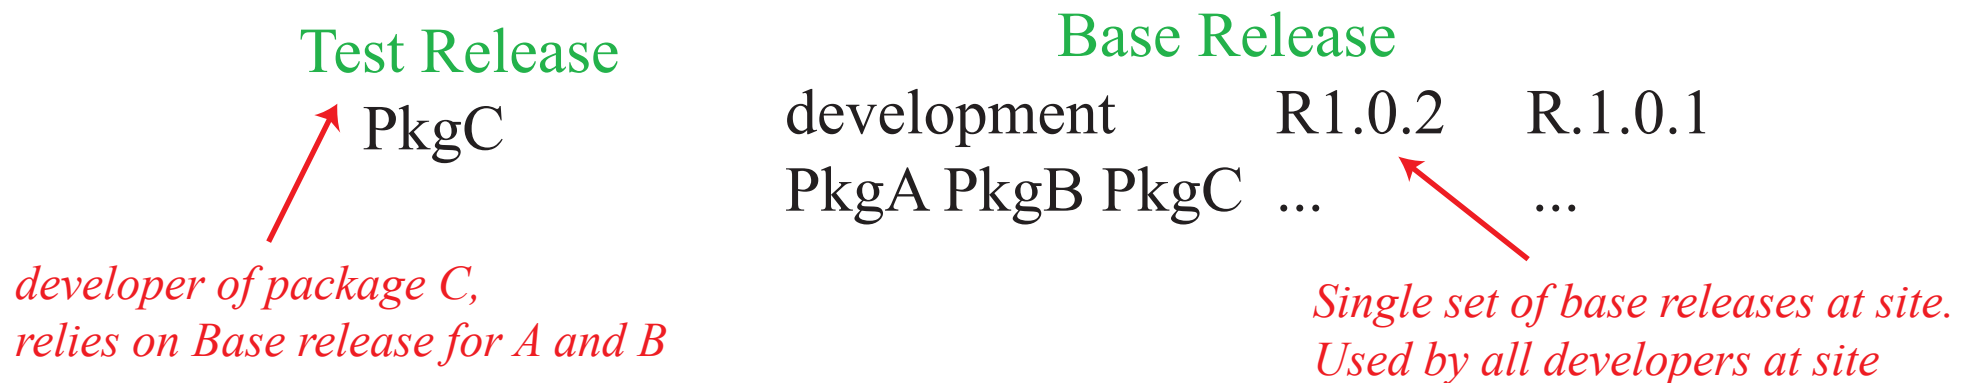 Test Release
PkgC
developer of package C,
relies on Base release for A and B
Base Release
development R1.0.2 R.1.0.1
PkgA PkgB PkgC ... ...
Single set of base releases at site.
Used by all developers at site